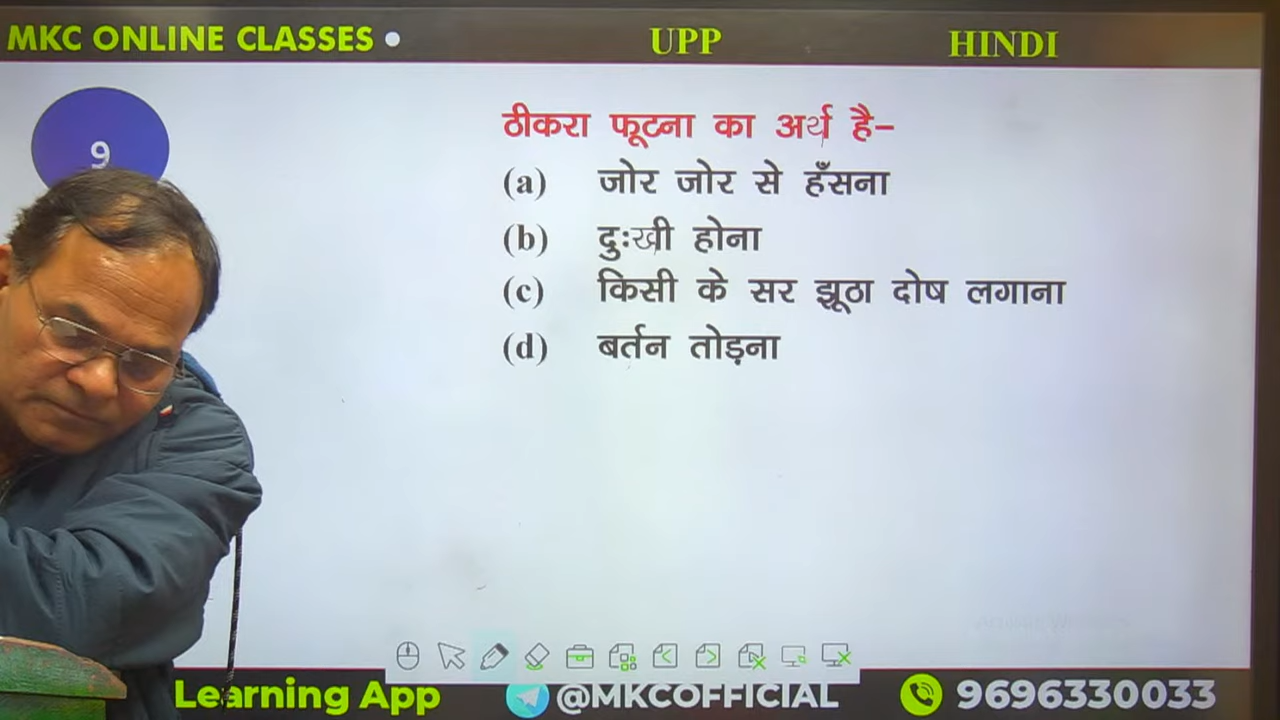 MKC ONLINE CLASSES • UPP HINDI
9
ठीकरा फूटना का अर्थ है–
(a) जोर जोर से हँसना
(b) दुःखी होना
(c) किसी के सर झूठा दोष लगाना
(d) बर्तन तोड़ना
Learning App @MKCOFFICIAL 9696330033